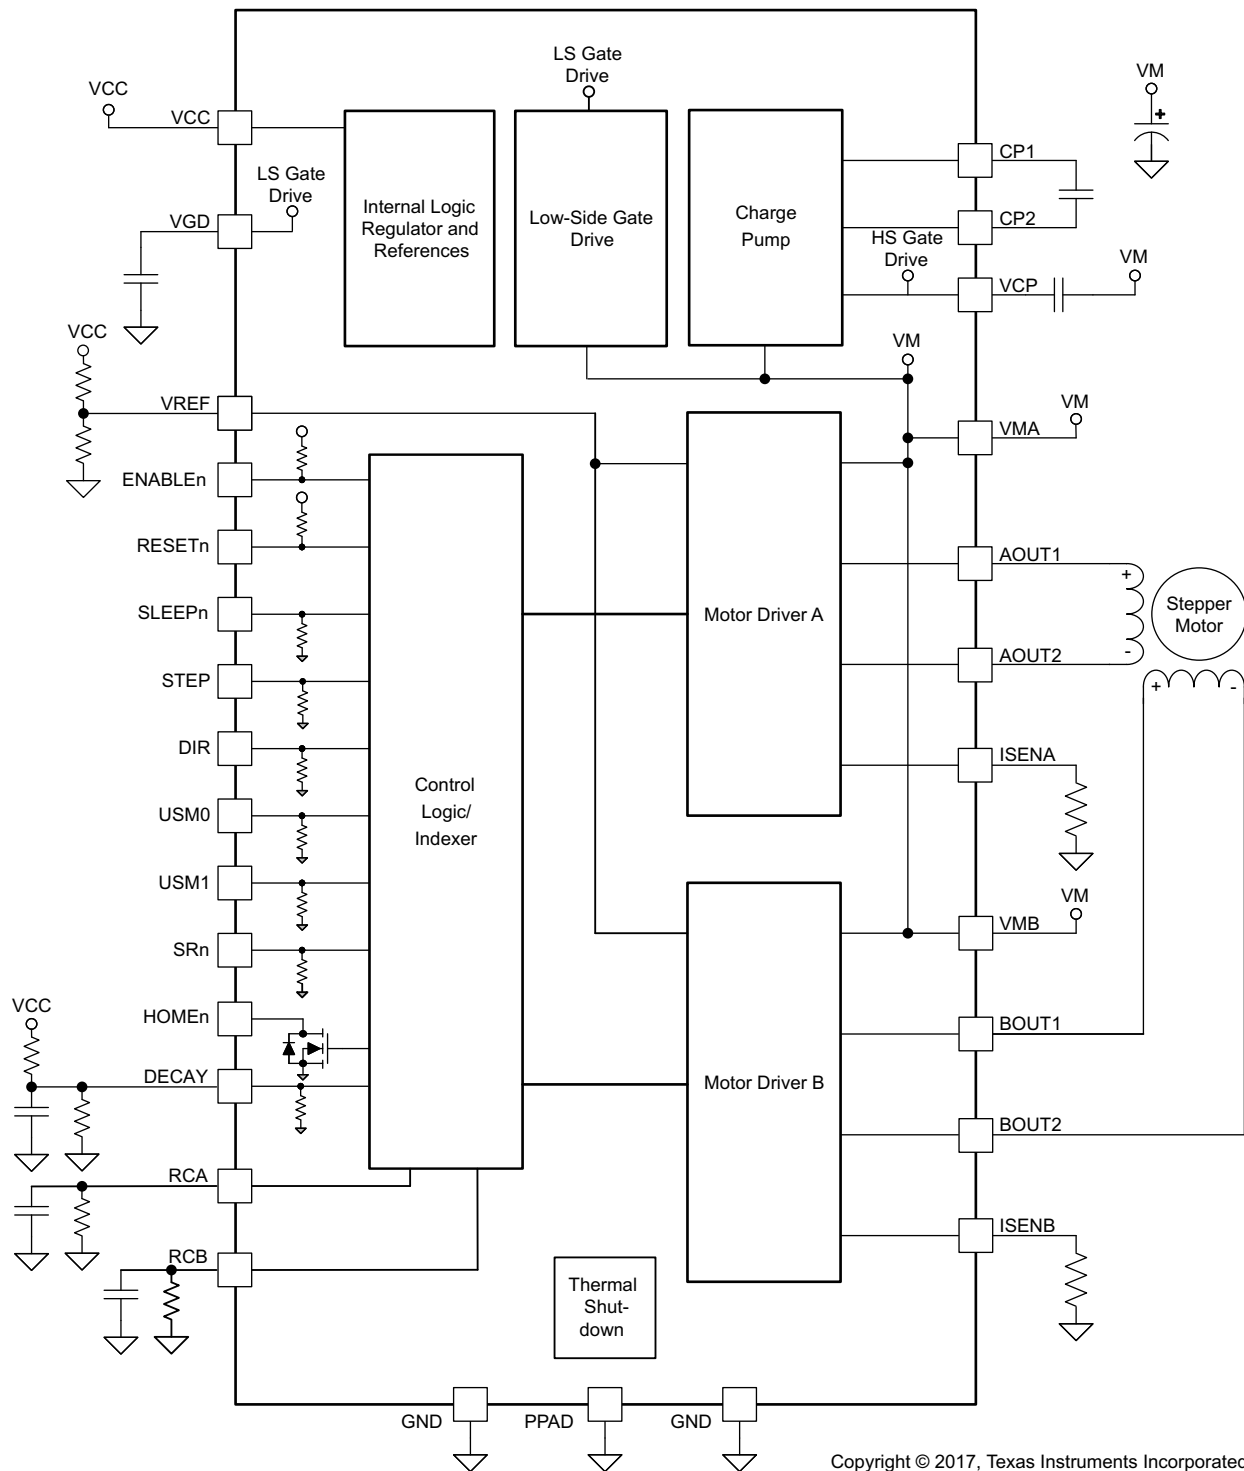 LS Gate
Drive
VCC
VM
VCC
CP1
LS Gate
Drive
Internal Logic
Regulator and
References
Low-Side Gate
Drive
Charge
Pump
VGD
CP2
HS Gate
Drive
VM
VCP
VCC
VM
VREF
VM
VMA
ENABLEn
RESETn
AOUT1
+
SLEEPn
Motor Driver A
Stepper
Motor
AOUT2
-
STEP
+
-
DIR
ISENA
Control
Logic/
Indexer
USM0
USM1
VM
SRn
VMB
VCC
HOMEn
BOUT1
DECAY
Motor Driver B
BOUT2
RCA
ISENB
RCB
Thermal
Shut-
down
GND
PPAD
GND
Copyright © 2017, Texas Instruments Incorporated
+